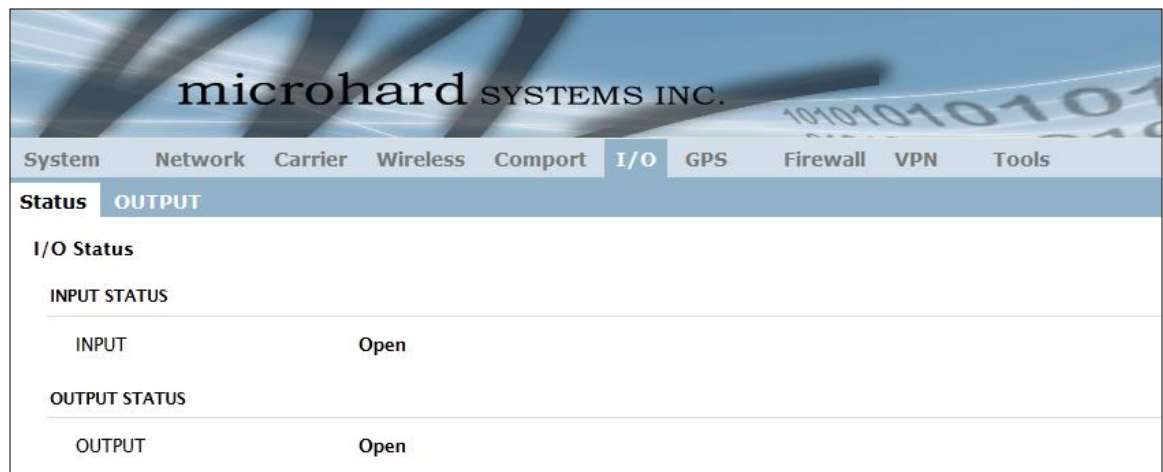 microhard SYSTEMS INC.
System Network Carrier Wireless Comport I/O GPS Firewall VPN Tools
Status OUTPUT
I/O Status
INPUT STATUS
INPUT Open
OUTPUT STATUS
OUTPUT Open